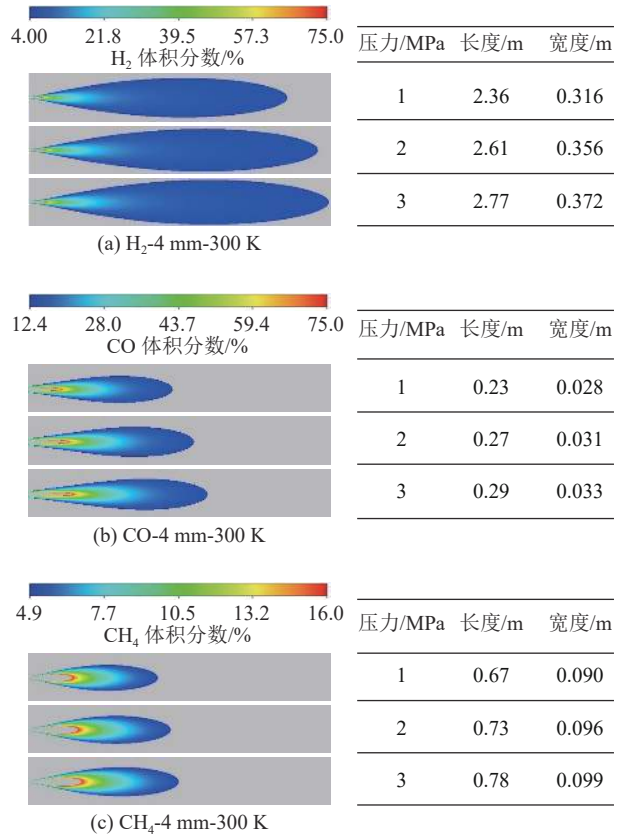 4.00 21.8 39.5 57.3 75.0
H₂ 体积分数/%
压力/MPa 长度/m 宽度/m
1 2.36 0.316
2 2.61 0.356
3 2.77 0.372
(a) H₂-4 mm-300 K
12.4 28.0 43.7 59.4 75.0
CO 体积分数/%
压力/MPa 长度/m 宽度/m
1 0.23 0.028
2 0.27 0.031
3 0.29 0.033
(b) CO-4 mm-300 K
4.9 7.7 10.5 13.2 16.0
CH₄ 体积分数/%
压力/MPa 长度/m 宽度/m
1 0.67 0.090
2 0.73 0.096
3 0.78 0.099
(c) CH₄-4 mm-300 K